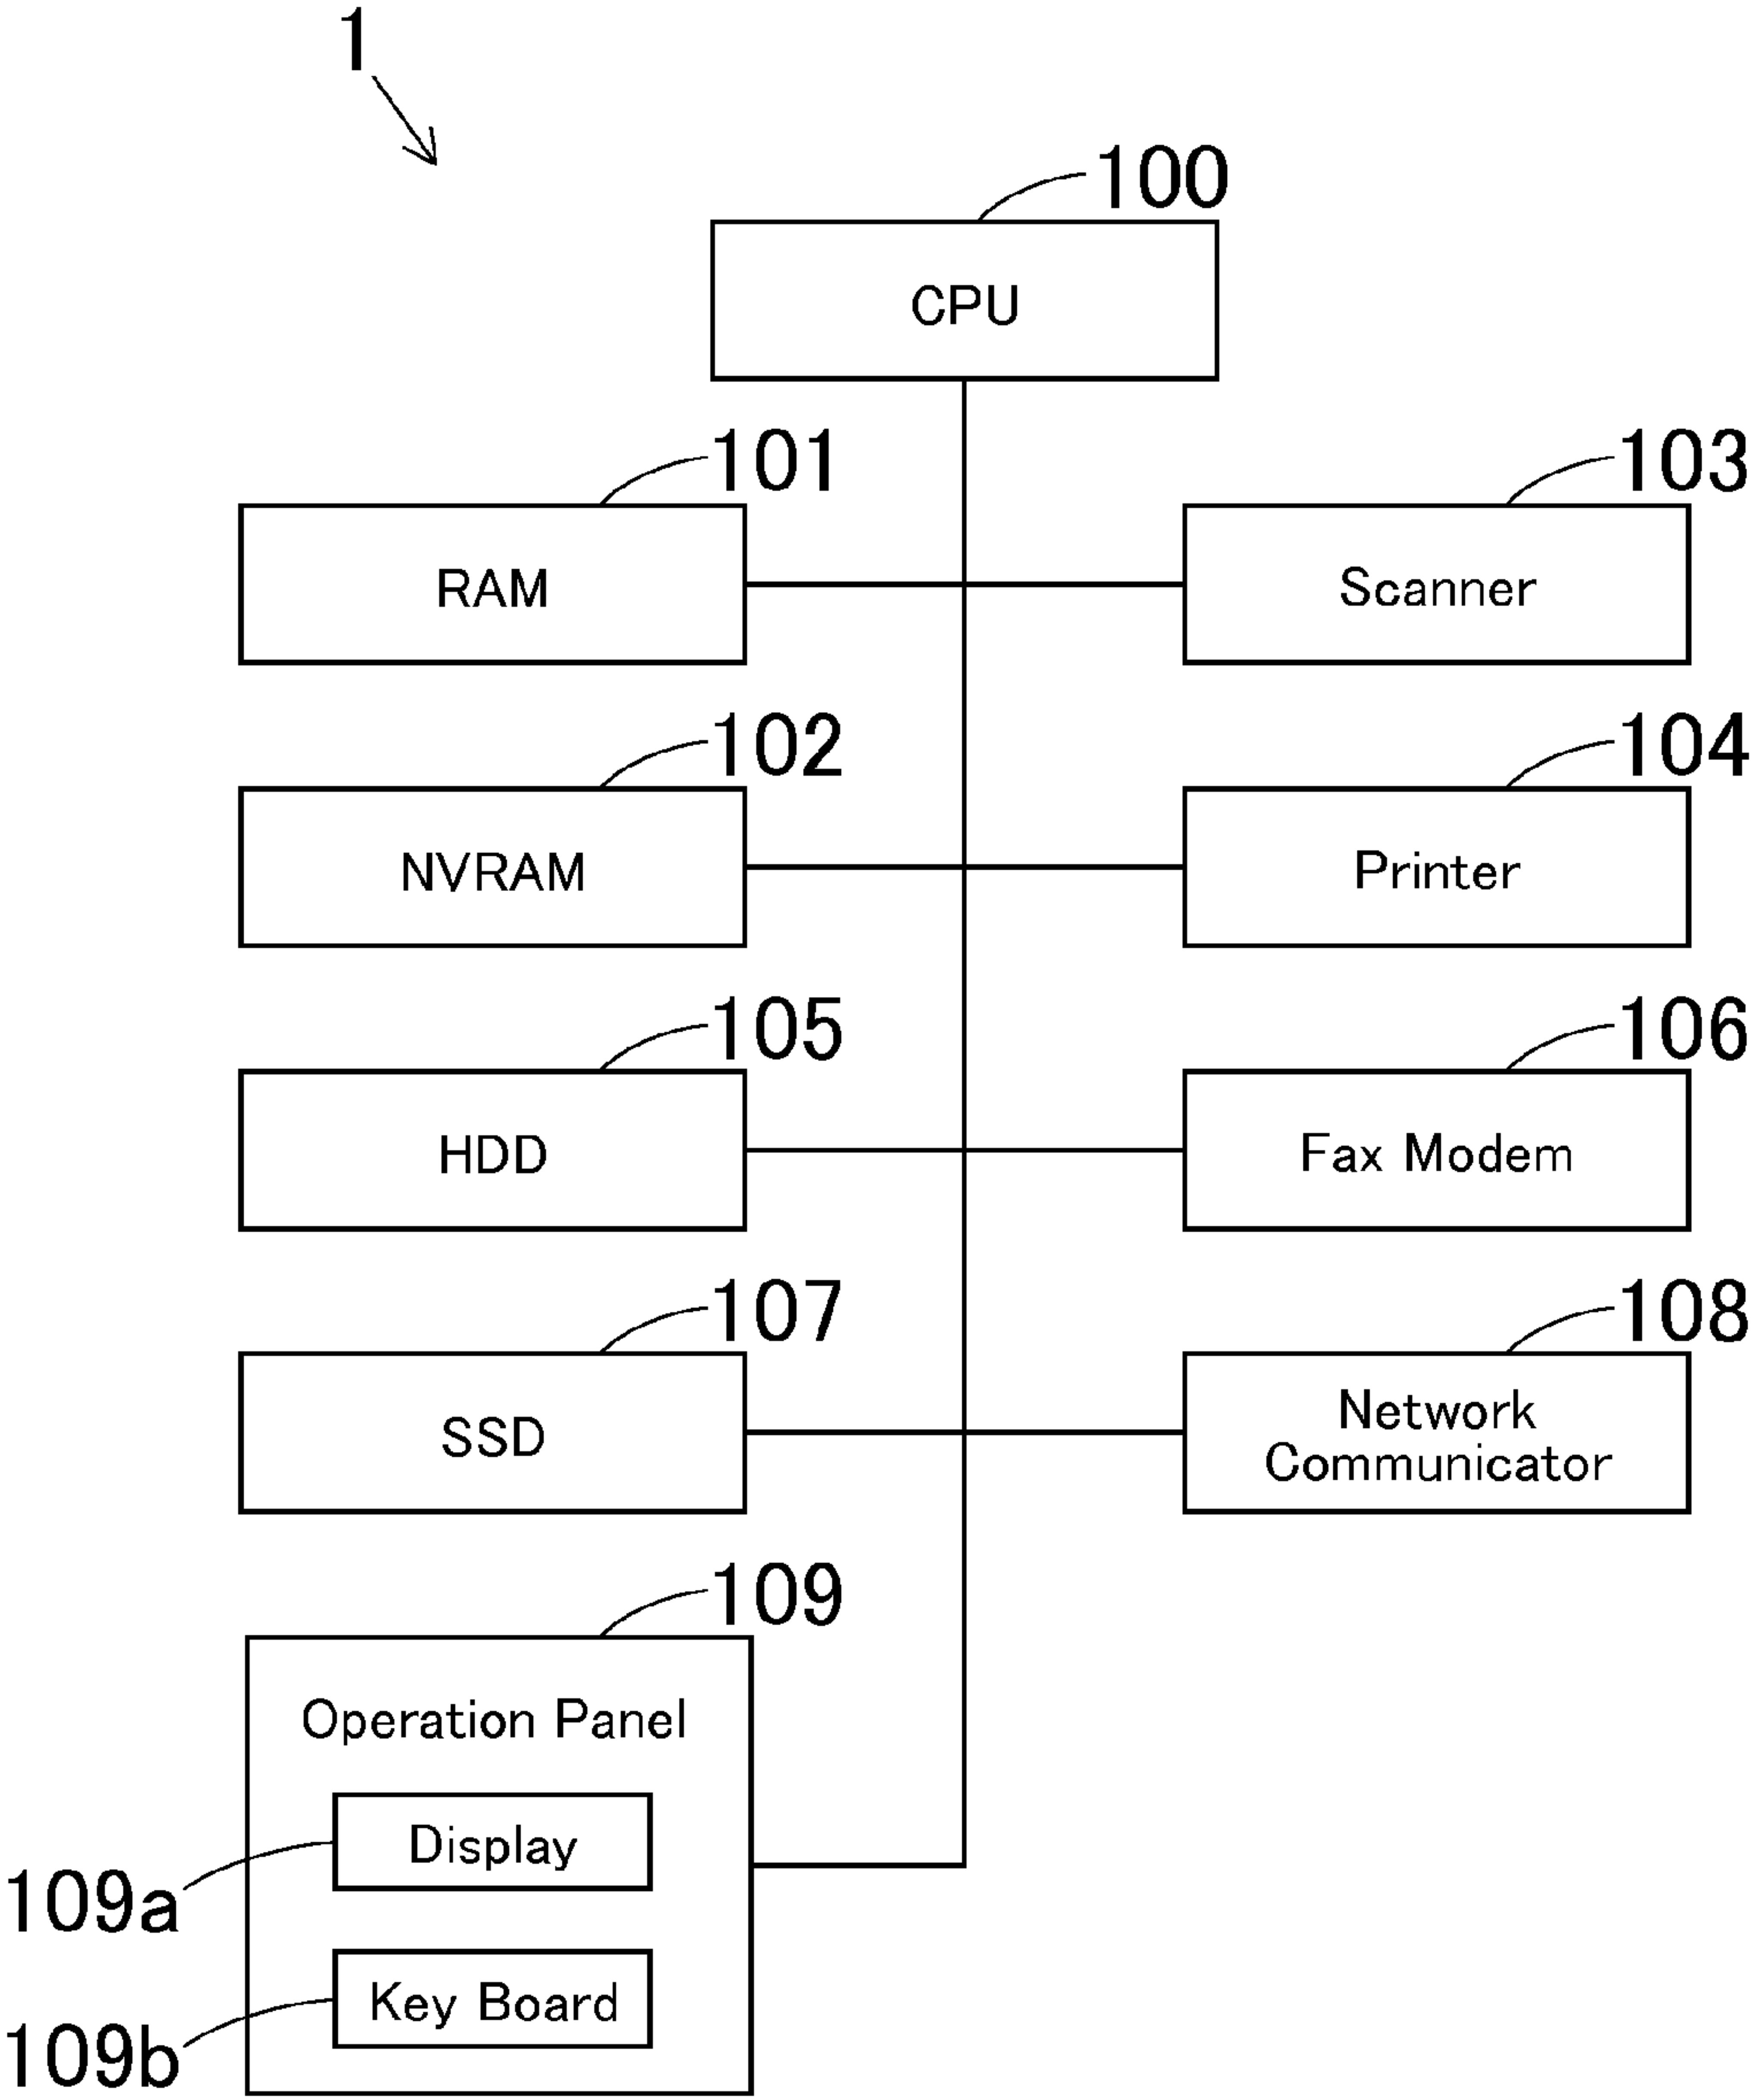 1
100
CPU
101
RAM
103
Scanner
102
NVRAM
104
Printer
105
HDD
106
Fax Modem
107
SSD
108
Network
Communicator
109
Operation Panel
Display
109a
Key Board
109b